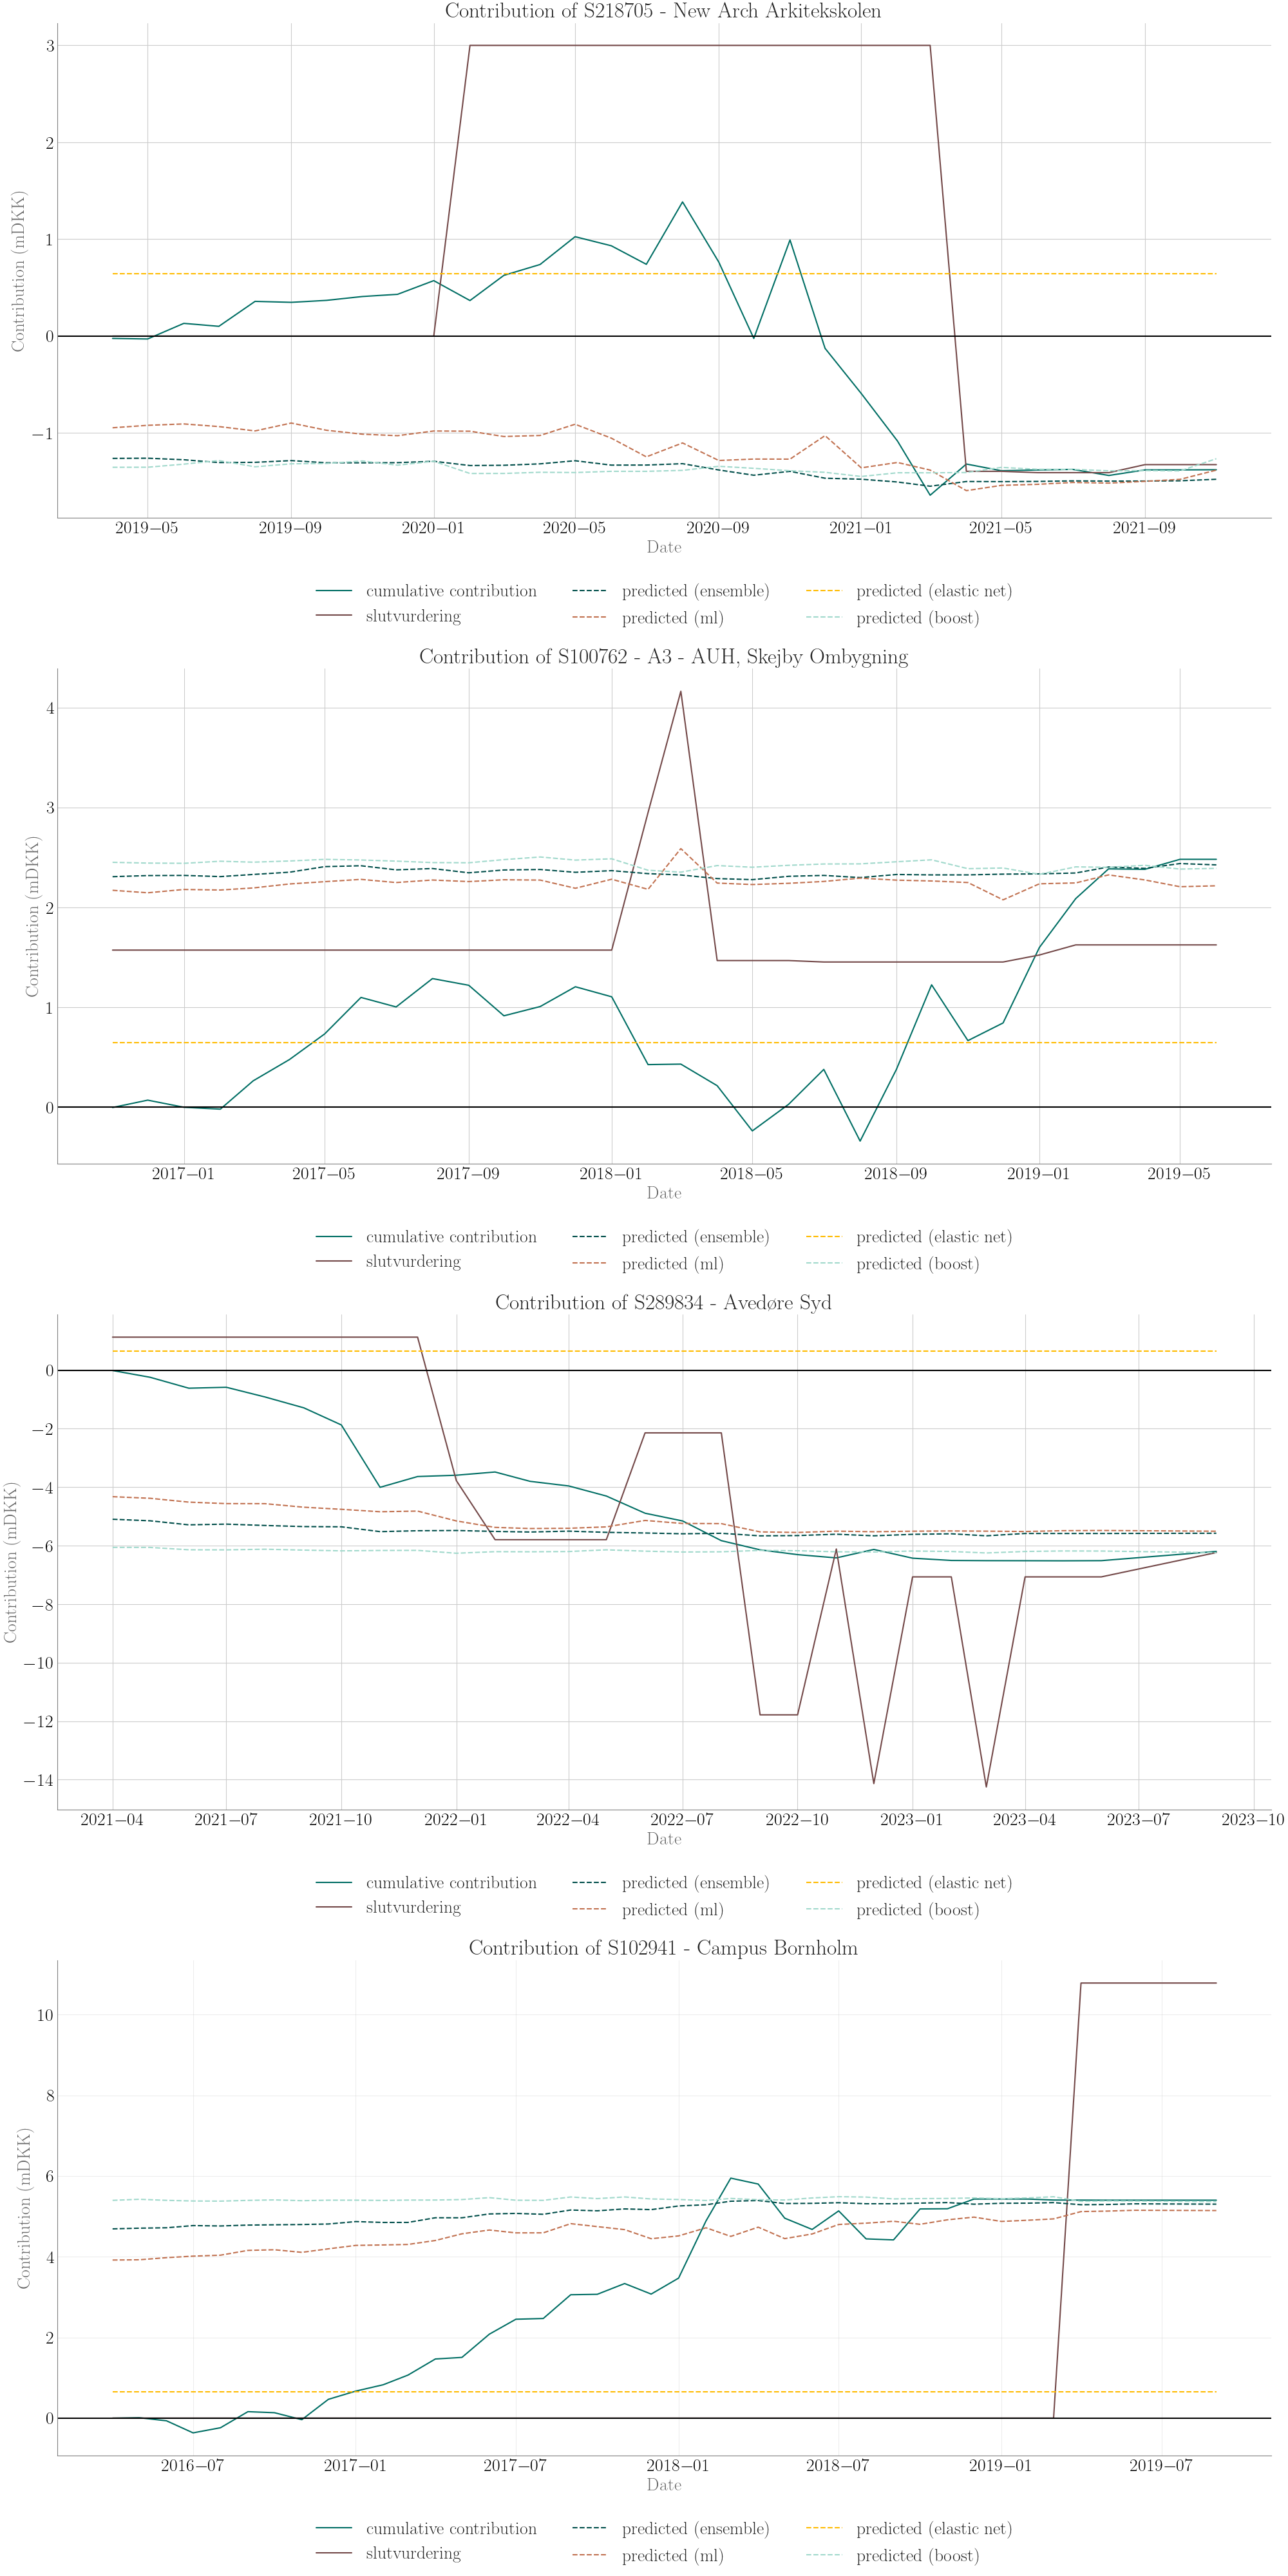 Contribution of S218705 - New Arch Arkitekskolen
3
2
1
0
−1
Contribution (mDKK)
2019−05 2019−09 2020−01 2020−05 2020−09 2021−01 2021−05 2021−09
Date
cumulative contribution predicted (ensemble) predicted (elastic net)
slutvurdering predicted (ml) predicted (boost)
Contribution of S100762 - A3 - AUH, Skejby Ombygning
4
3
2
1
0
Contribution (mDKK)
2017−01 2017−05 2017−09 2018−01 2018−05 2018−09 2019−01 2019−05
Date
cumulative contribution predicted (ensemble) predicted (elastic net)
slutvurdering predicted (ml) predicted (boost)
Contribution of S289834 - Avedøre Syd
0
−2
−4
−6
−8
−10
−12
−14
Contribution (mDKK)
2021−04 2021−07 2021−10 2022−01 2022−04 2022−07 2022−10 2023−01 2023−04 2023−07 2023−10
Date
cumulative contribution predicted (ensemble) predicted (elastic net)
slutvurdering predicted (ml) predicted (boost)
Contribution of S102941 - Campus Bornholm
10
8
6
4
2
0
Contribution (mDKK)
2016−07 2017−01 2017−07 2018−01 2018−07 2019−01 2019−07
Date
cumulative contribution predicted (ensemble) predicted (elastic net)
slutvurdering predicted (ml) predicted (boost)